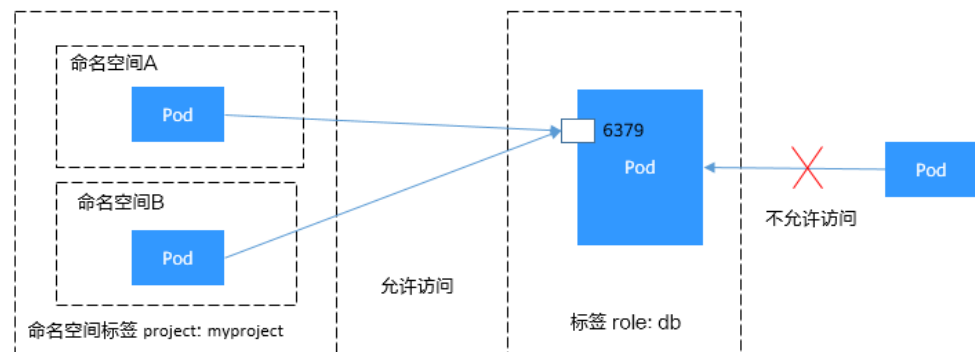 命名空间A
Pod
命名空间B
Pod
命名空间标签 project: myproject
允许访问
6379
Pod
标签 role: db
不允许访问
Pod